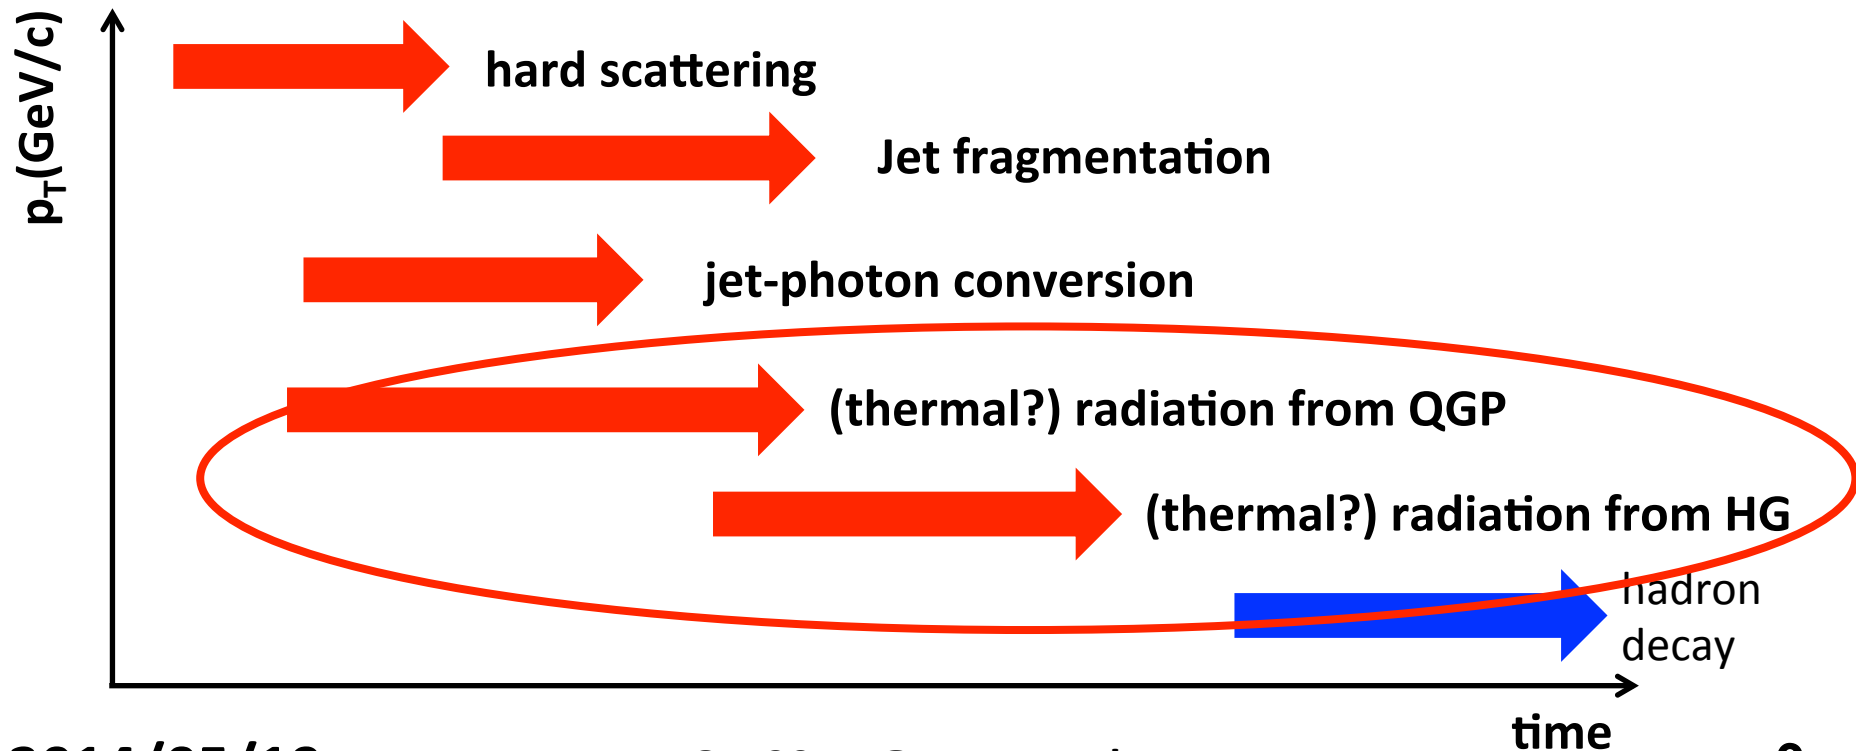 p_T(GeV/c)
hard scattering
Jet fragmentation
jet-photon conversion
(thermal?) radiation from QGP
(thermal?) radiation from HG
hadron
decay
time